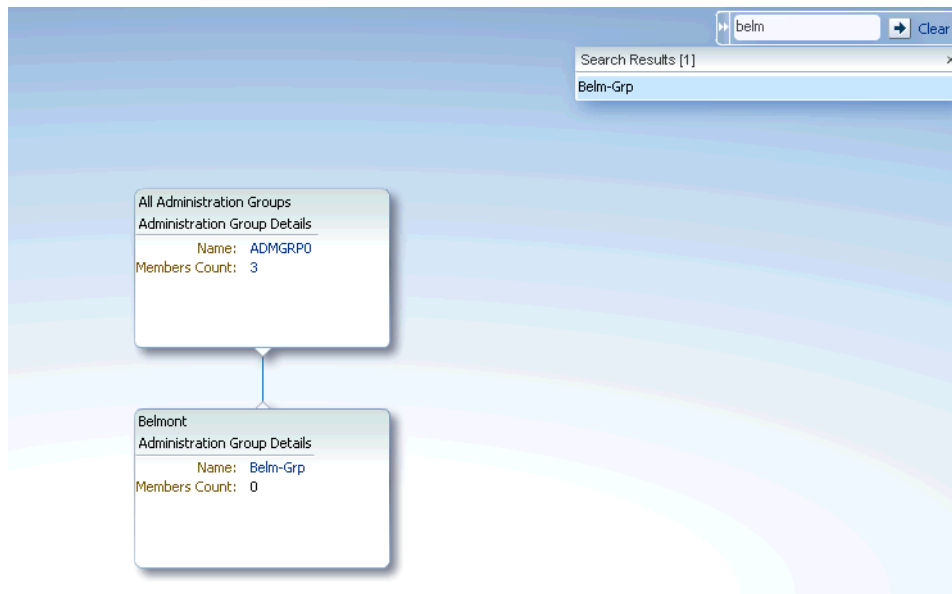 belm
Clear
Search Results [1]
Belm-Grp
All Administration Groups
Administration Group Details
Name: ADMGRP0
Members Count: 3
Belmont
Administration Group Details
Name: Belm-Grp
Members Count: 0